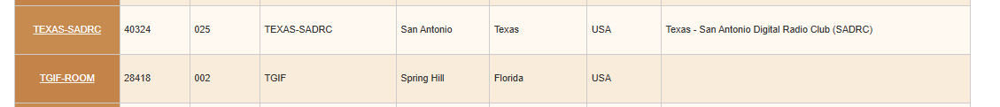 TEXAS-SADRC 40324 025 TEXAS-SADRC San Antonio Texas USA Texas - San Antonio Digital Radio Club (SADRC)
TGIF-ROOM 28418 002 TGIF Spring Hill Florida USA